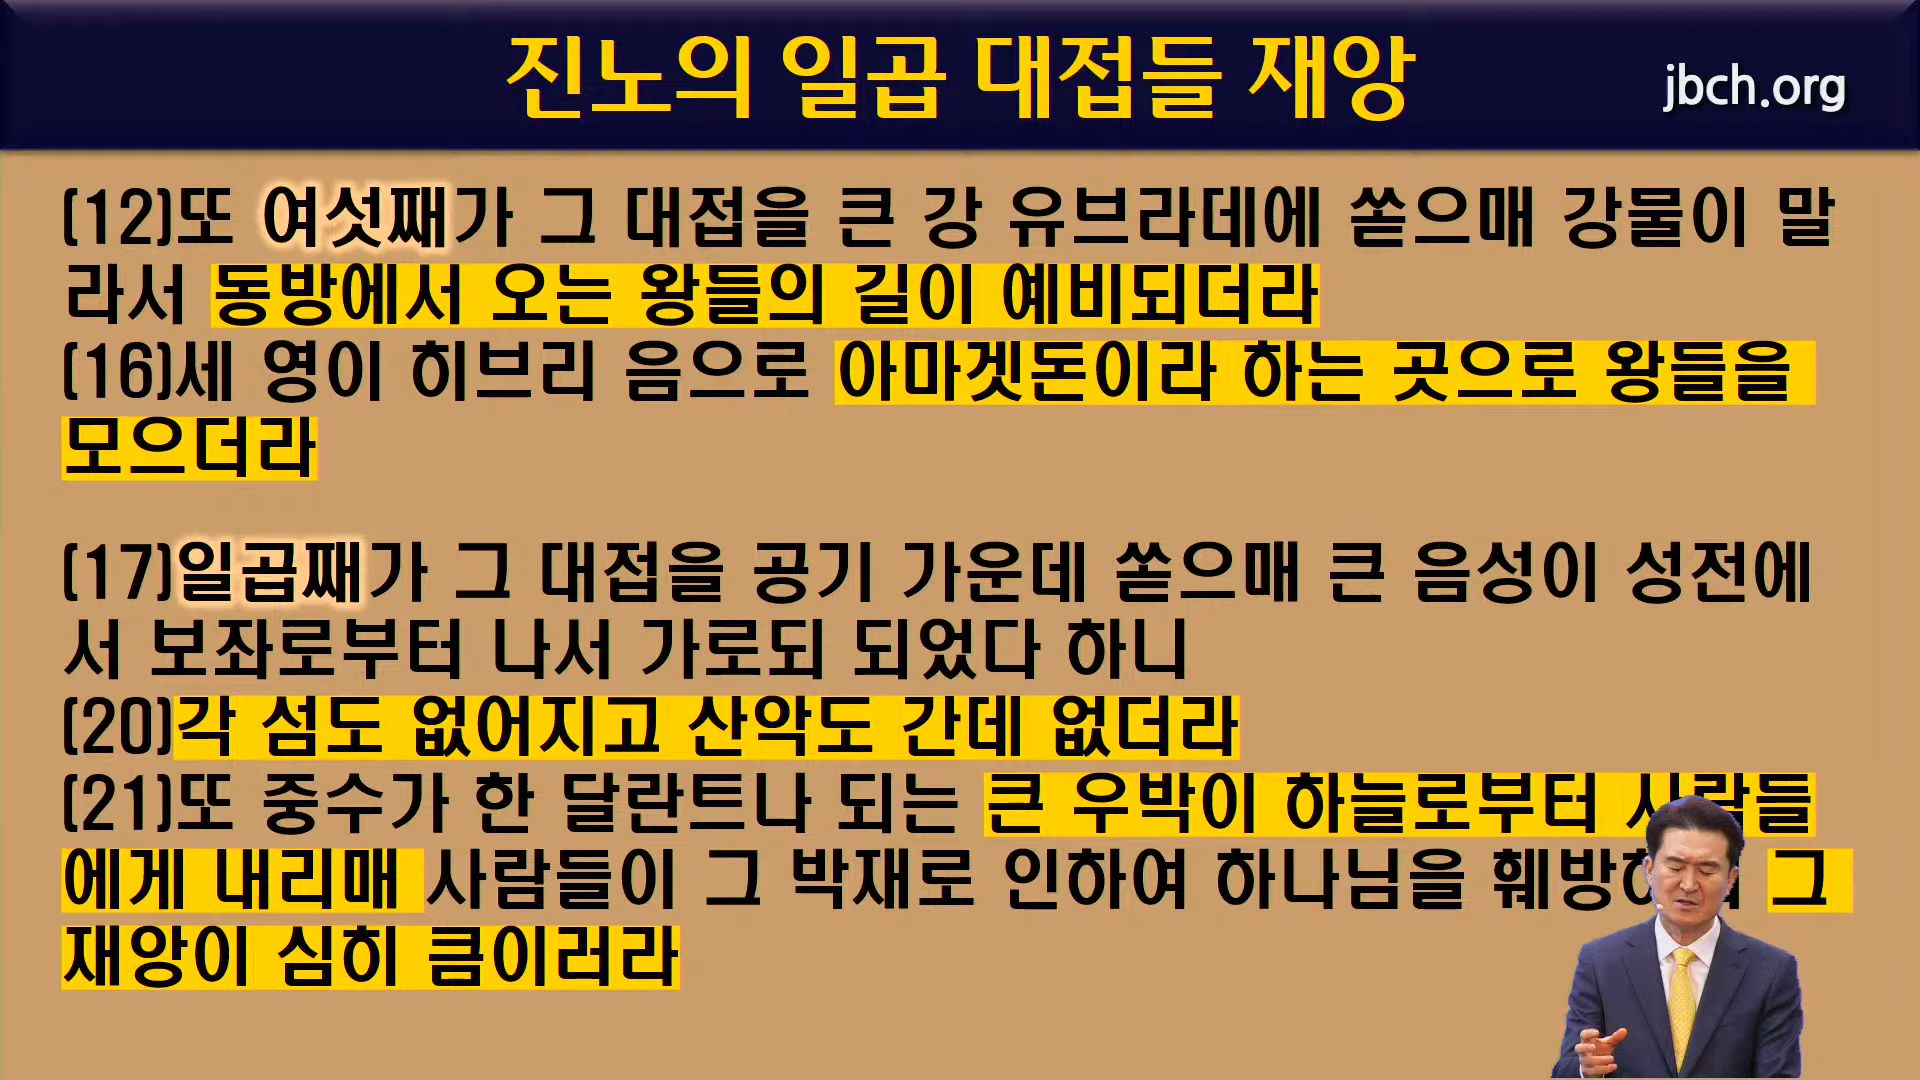 진노의 일곱 대접들 재앙
jbch.org
(12)또 여섯째가 그 대접을 큰 강 유브라데에 쏟으매 강물이 말
라서 동방에서 오는 왕들의 길이 예비되더라
(16)세 영이 히브리 음으로 아마겟돈이라 하는 곳으로 왕들을
모으더라
(17)일곱째가 그 대접을 공기 가운데 쏟으매 큰 음성이 성전에
서 보좌로부터 나서 가로되 되었다 하니
(20)각 섬도 없어지고 산악도 간데 없더라
(21)또 중수가 한 달란트나 되는 큰 우박이 하늘로부터 사람들
에게 내리매 사람들이 그 박재로 인하여 하나님을 그
재앙이 심히 큼이러라